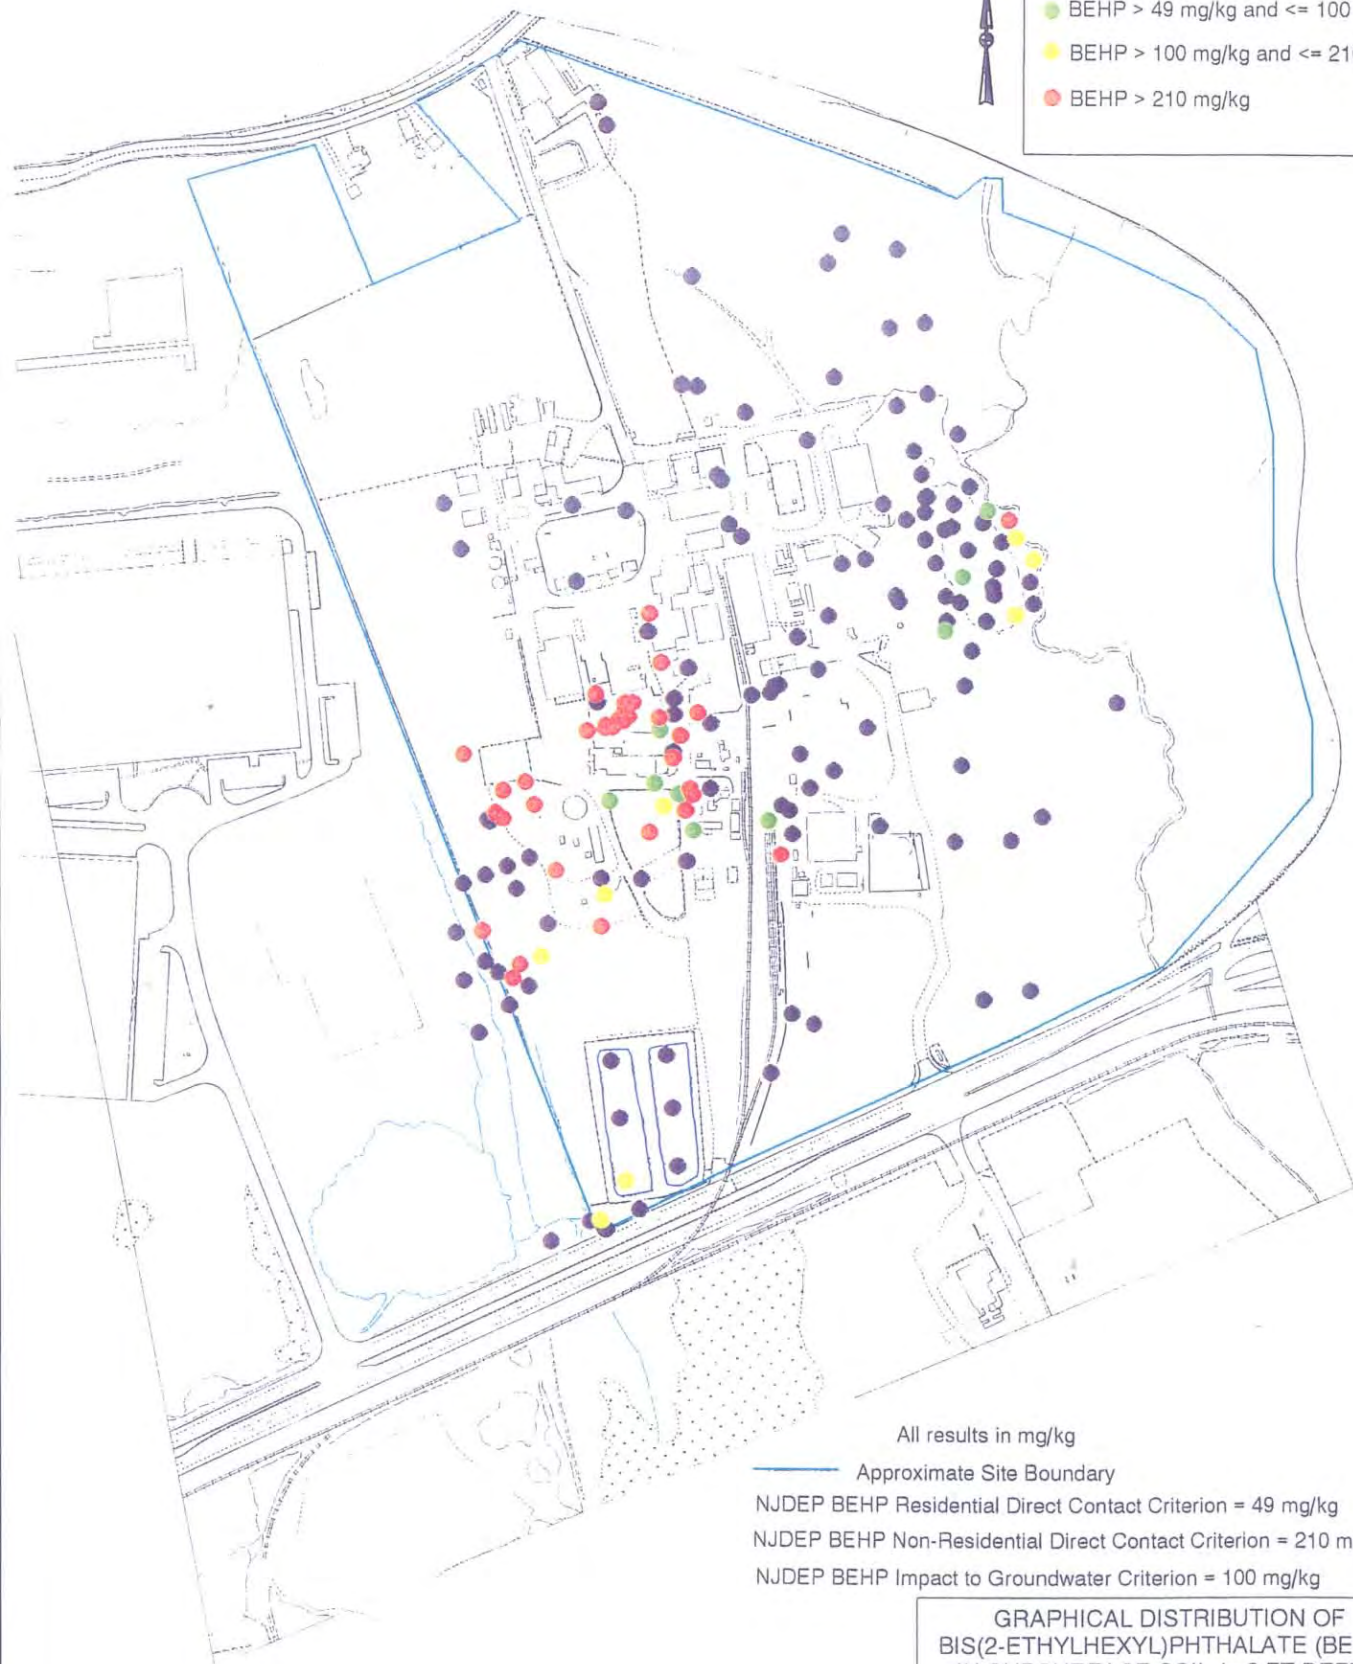 BEHP > 49 mg/kg and <= 100
BEHP > 100 mg/kg and <= 21
BEHP > 210 mg/kg
All results in mg/kg
Approximate Site Boundary
NJDEP BEHP Residential Direct Contact Criterion = 49 mg/kg
NJDEP BEHP Non-Residential Direct Contact Criterion = 210 m
NJDEP BEHP Impact to Groundwater Criterion = 100 mg/kg
GRAPHICAL DISTRIBUTION OF
BIS(2-ETHYLHEXYL)PHTHALATE (BE